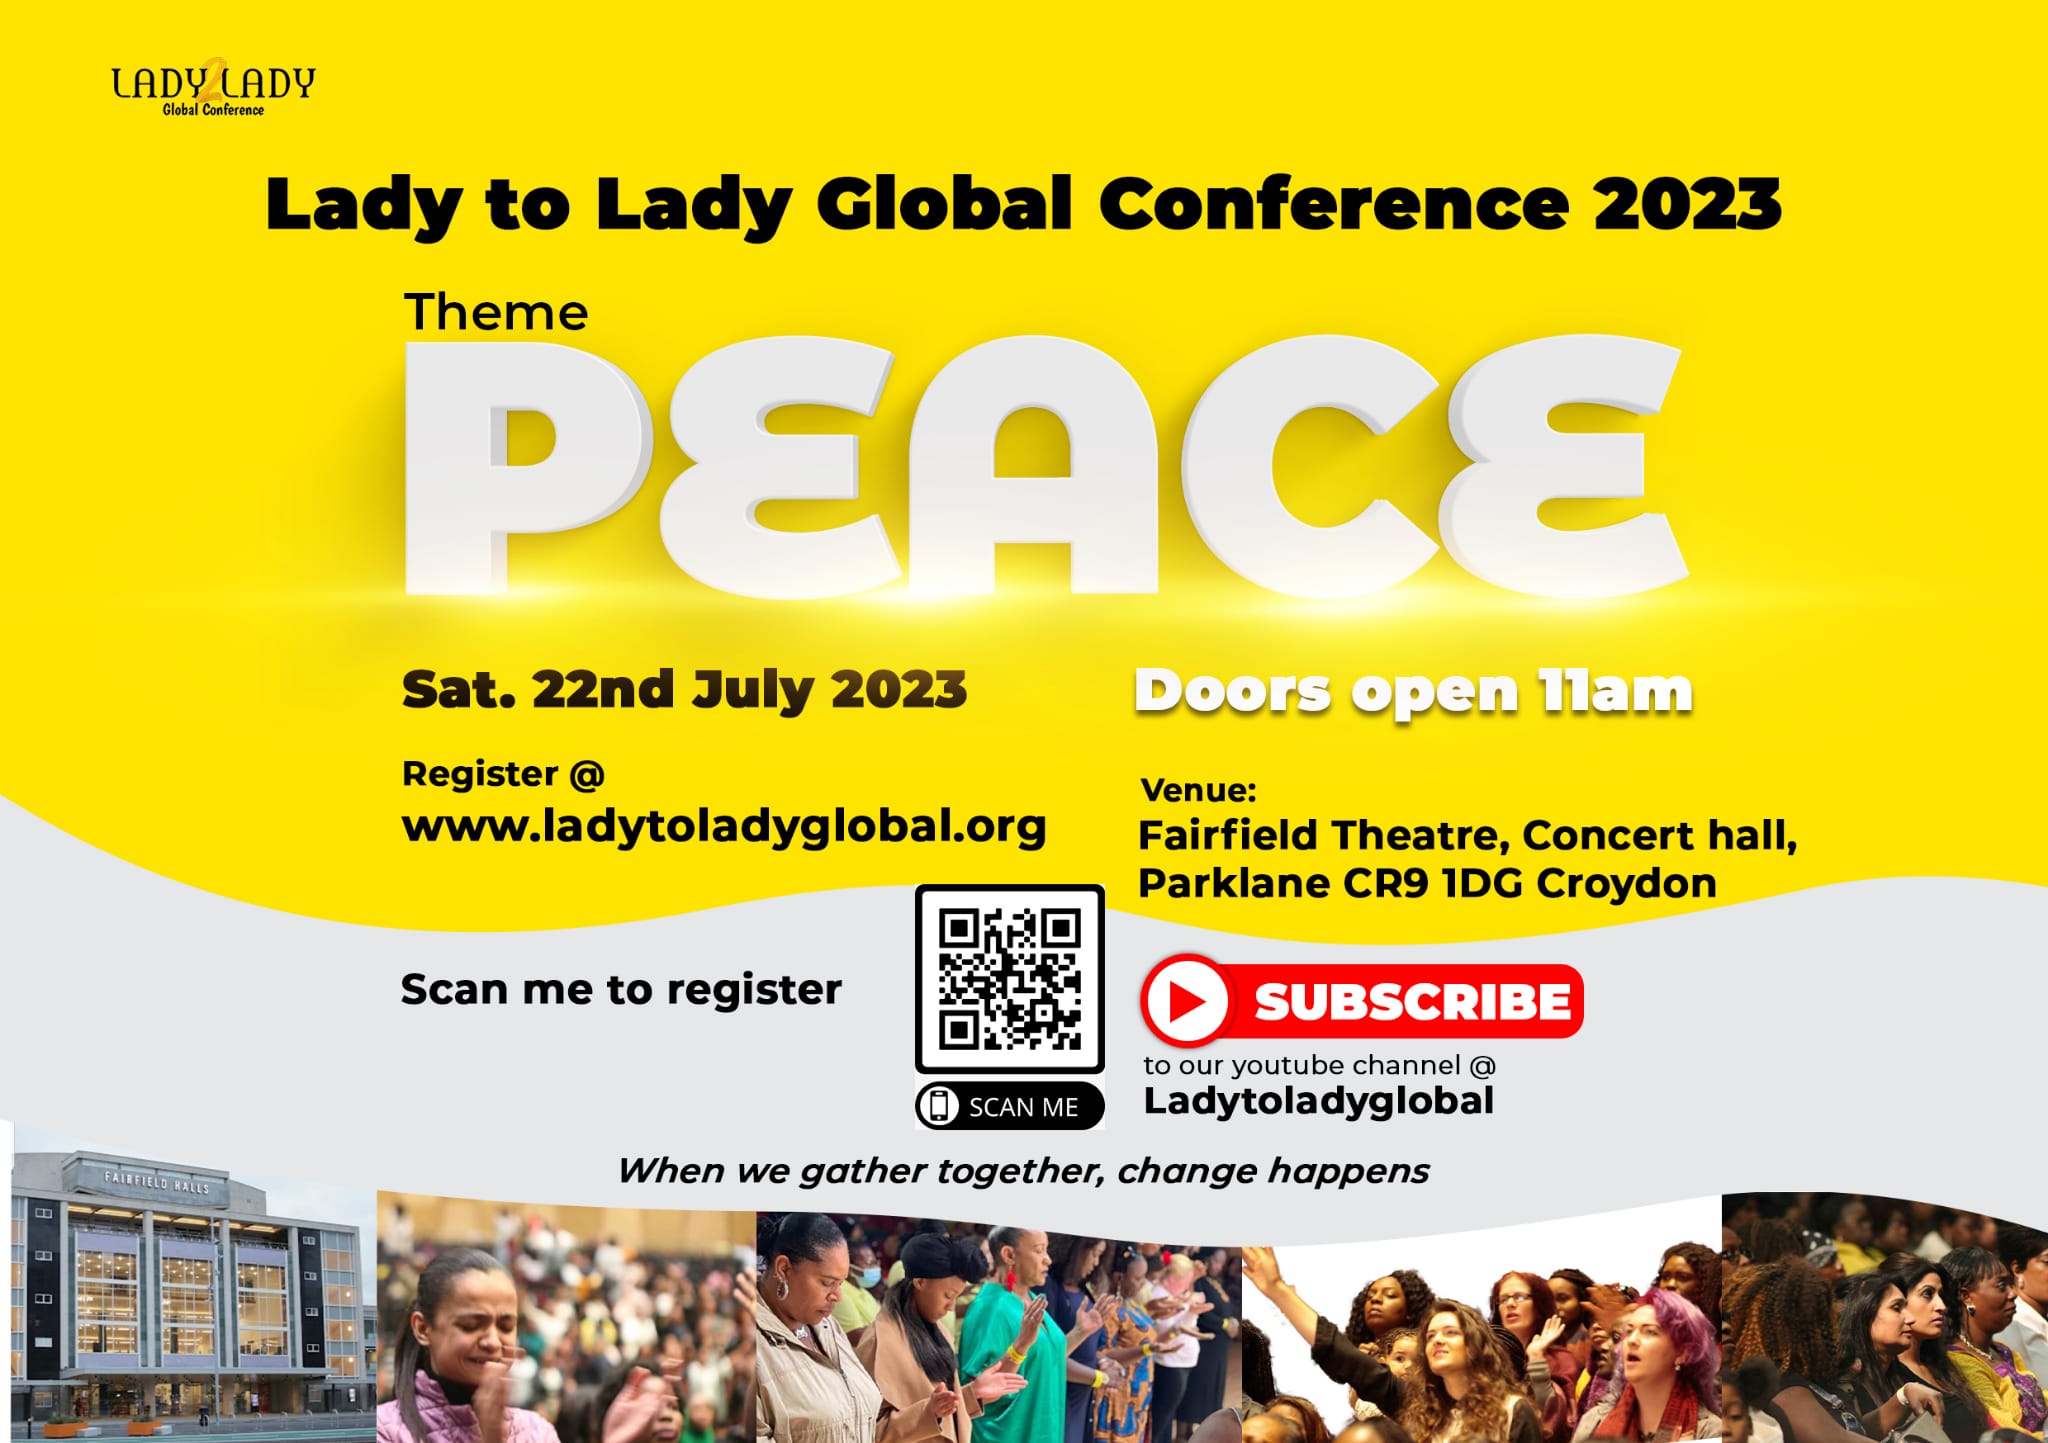 LADY2LADY
Global Conference
Lady to Lady Global Conference 2023
Theme
PEACE
Sat. 22nd July 2023
Doors open 11am
Register @
www.ladytoladyglobal.org
Venue:
Fairfield Theatre, Concert hall,
Parklane CR9 1DG Croydon
Scan me to register
SCAN ME
SUBSCRIBE
to our youtube channel @
Ladytoladyglobal
When we gather together, change happens
FAIRFIELD HALLS